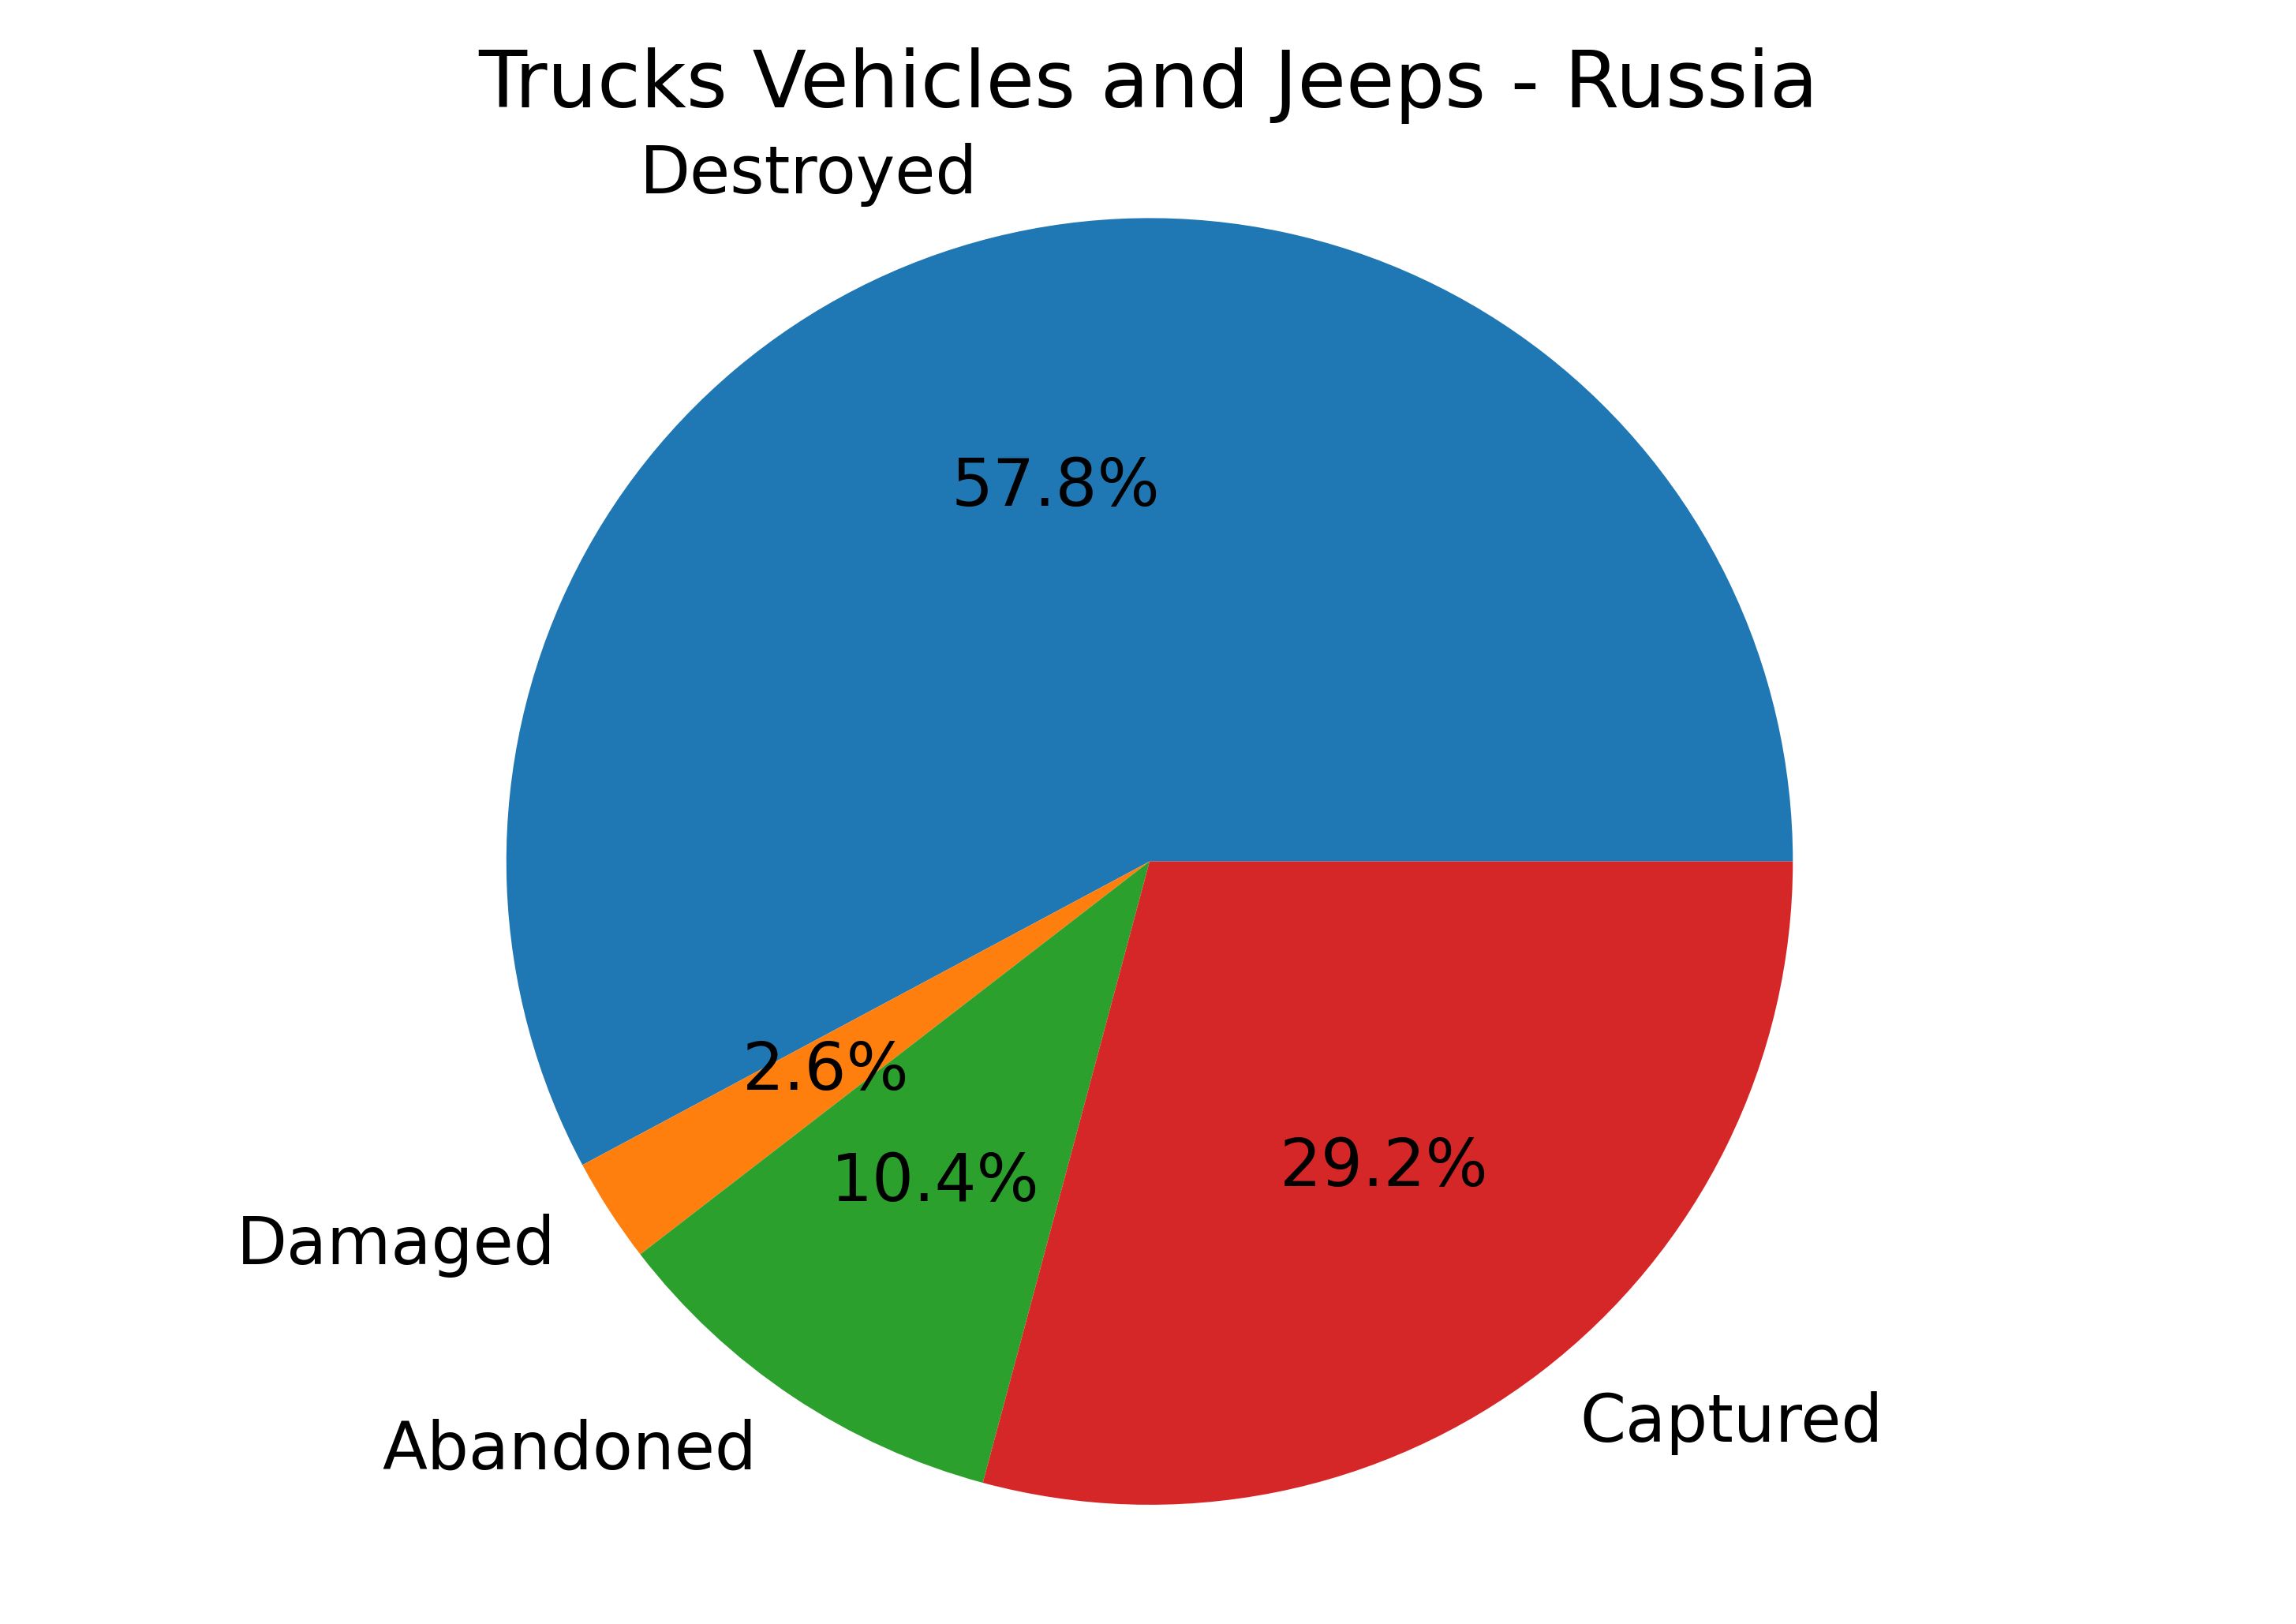 Trucks Vehicles and Jeeps - Russia
Destroyed
57.8%
2.6%
10.4%
29.2%
Damaged
Abandoned
Captured